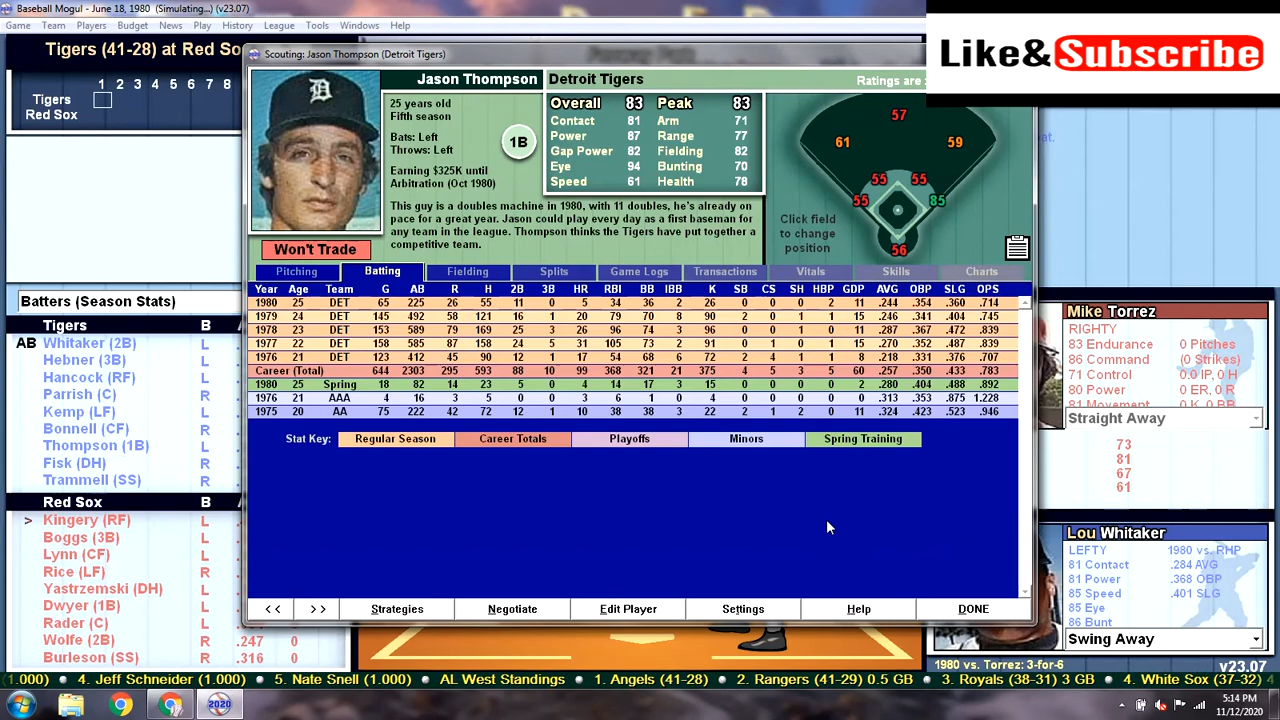 Baseball Mogul - June 18, 1980 (Simulating...) (v23.07)
Game Team Players Budget News Play History League Tools Windows Help
Like&Subscribe
Tigers (41-28) at Red So
1 2 3 4 5 6 7 8
Tigers
Red Sox
Scouting: Jason Thompson (Detroit Tigers)
Jason Thompson
Detroit Tigers
Ratings are
25 years old
Fifth season
Bats: Left
Throws: Left
Earning $325K until
Arbitration (Oct 1980)
1B
Overall 83 Peak 83
Contact 81 Arm 71
Power 87 Range 77
Gap Power 82 Fielding 82
Eye 94 Bunting 70
Speed 61 Health 78
57
61 59
55 55
55 85
56
Click field
to change
position
This guy is a doubles machine in 1980, with 11 doubles, he's already on
pace for a great year. Jason could play every day as a first baseman for
any team in the league. Thompson thinks the Tigers have put together a
competitive team.
Won't Trade
Pitching Batting Fielding Splits Game Logs Transactions Vitals Skills Charts
Year Age Team G AB R H 2B 3B HR RBI BB IBB K SB CS SH HBP GDP AVG OBP SLG OPS
1980 25 DET 65 225 26 55 11 0 5 34 36 2 26 0 0 0 2 11 .244 .354 .360 .714
1979 24 DET 145 492 58 121 16 1 20 79 70 8 90 2 0 1 1 15 .246 .341 .404 .745
1978 23 DET 153 589 79 169 25 3 26 96 74 3 96 0 0 1 1 11 .287 .367 .472 .839
1977 22 DET 158 585 87 158 24 5 31 105 73 2 91 0 0 1 0 15 .270 .352 .487 .839
1976 21 DET 123 412 45 90 12 1 17 54 68 6 72 2 4 1 1 8 .218 .331 .376 .707
Career (Total) 644 2303 295 593 88 10 99 368 321 21 375 4 5 3 5 60 .257 .350 .434 .783
1980 25 Spring 18 82 14 23 5 0 4 14 17 3 15 0 0 0 0 2 .280 .404 .488 .892
1976 21 AAA 4 16 3 5 0 0 3 6 1 0 4 0 0 0 0 0 .313 .353 .875 1.228
1975 20 AA 75 222 42 72 12 1 10 38 38 3 22 2 0 2 0 11 .324 .423 .523 .946
Stat Key: Regular Season Career Totals Playoffs Minors Spring Training
<< >> Strategies Negotiate Edit Player Settings Help DONE
Batters (Season Stats)
Tigers B
AB Whitaker (2B) L
Hebner (3B) L
Hancock (RF) L
Parrish (C) R
Kemp (LF) L
Bonnell (CF) R
Thompson (1B) L
Fisk (DH) R
Trammell (SS) R
Red Sox B
> Kingery (RF) L
Boggs (3B) L
Lynn (CF) L
Rice (LF) R
Yastrzemski (DH) L
Dwyer (1B) L
Rader (C) L
Wolfe (2B) R .247 0
Burleson (SS) R .316 0
Mike Torrez
RIGHTY
83 Endurance 0 Pitches
86 Command (0 Strikes)
71 Control 0.0 IP, 0 H
80 Power 0 ER, 0 R
81 Movement 0 K, 0 BB
Straight Away
73
81
67
61
Lou Whitaker
LEFTY 1980 vs. RHP
81 Contact .284 AVG
81 Power .368 OBP
85 Speed .401 SLG
85 Eye
86 Bunt
Swing Away
1980 vs. Torrez: 3-for-6
v23.07
(1.000) 4. Jeff Schneider (1.000) 5. Nate Snell (1.000) AL West Standings 1. Angels (41-28) 2. Rangers (41-29) 0.5 GB 3. Royals (38-31) 3 GB 4. White Sox (37-32) 4
2020
5:14 PM
11/12/2020